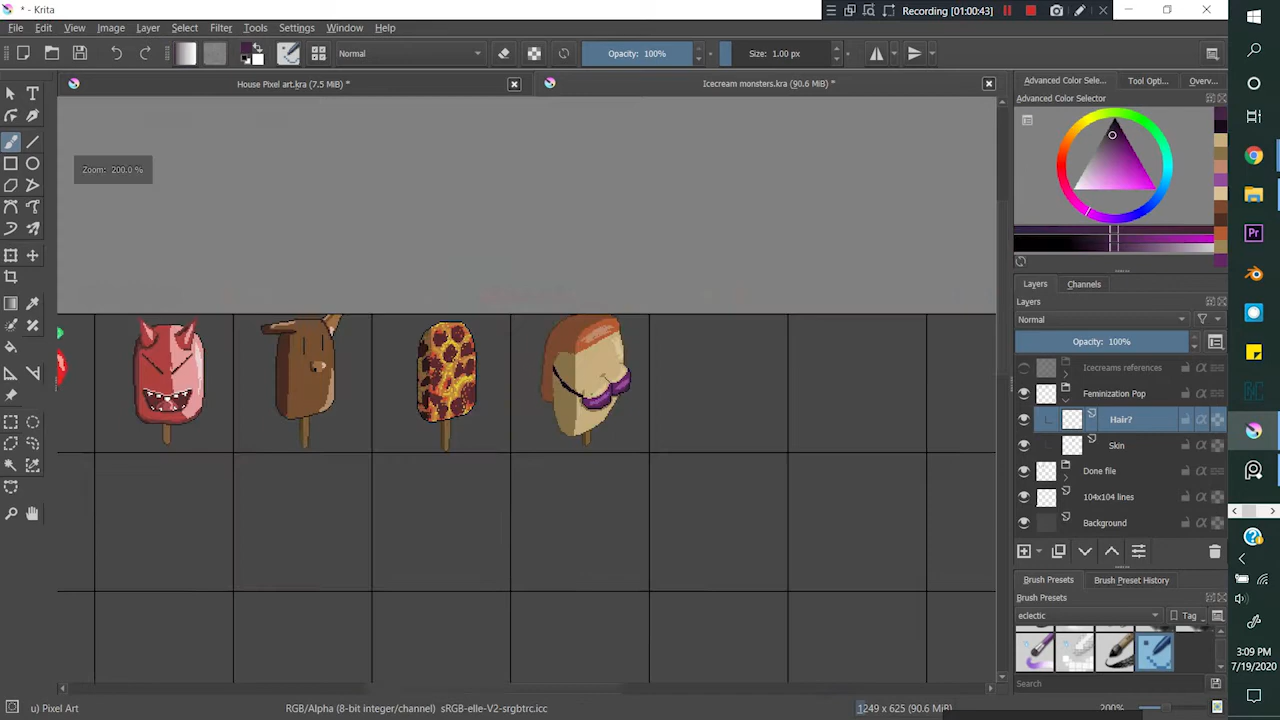 * - Krita
Recording (01:00:43)
File Edit View Image Layer Select Filter Tools Settings Window Help
Normal
Opacity: 100%
Size: 1.00 px
House Pixel art.kra (7.5 MiB) *
Icecream monsters.kra (90.6 MiB) *
Advanced Color Sele... Tool Opti... Overv...
Advanced Color Selector
Zoom: 200.0 %
Layers Channels
Layers
Normal
Opacity: 100%
Icecreams references
Feminization Pop
Hair?
Skin
Done file
104x104 lines
Background
Brush Presets Brush Preset History
Brush Presets
eclectic
Tag
Search
Pr
3:09 PM
7/19/2020
u) Pixel Art
RGB/Alpha (8-bit integer/channel) sRGB-elle-V2-srgbtrc.icc
1249 x 625 (90.6 MiB)
200%